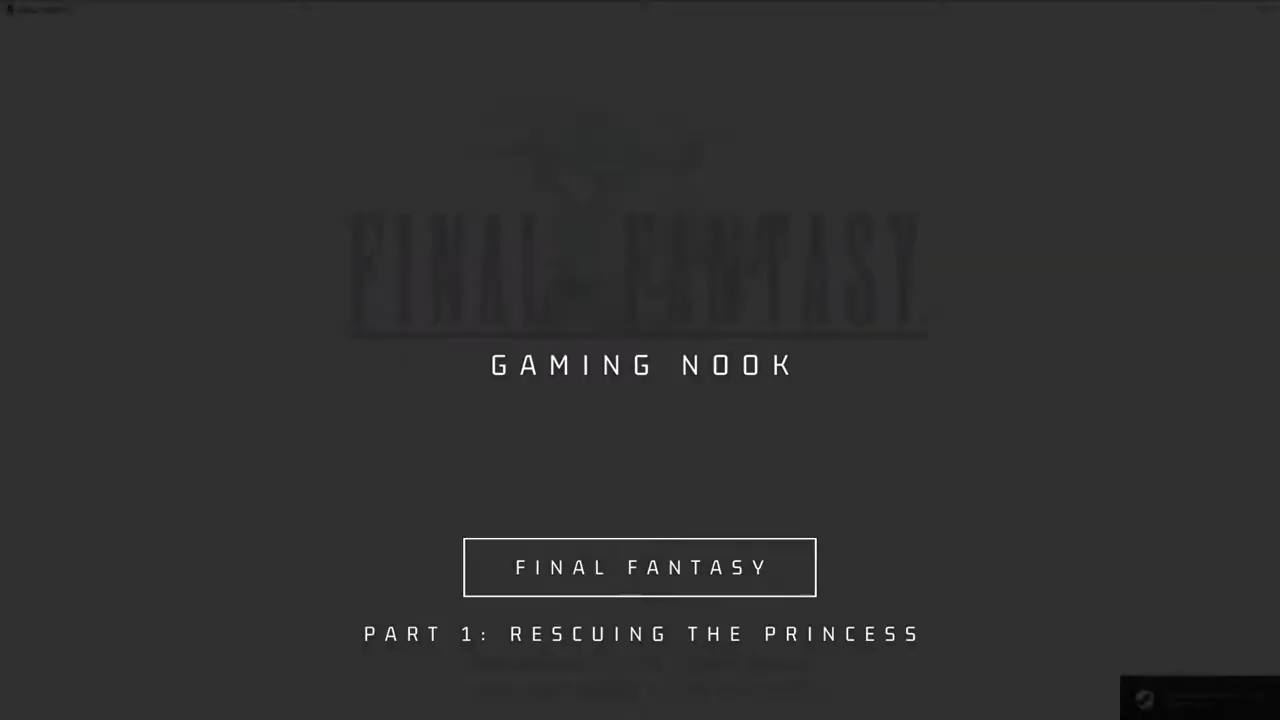 FINAL FANTASY
GAMING NOOK
FINAL FANTASY
PART 1: RESCUING THE PRINCESS